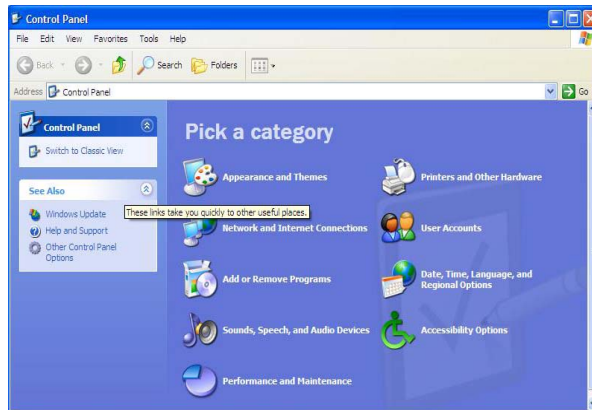 Control Panel
File Edit View Favorites Tools Help
Back Search Folders
Address Control Panel Go
Control Panel
Switch to Classic View
See Also
Windows Update
Help and Support
Other Control Panel
Options
These links take you quickly to other useful places.
Pick a category
Appearance and Themes
Printers and Other Hardware
Network and Internet Connections
User Accounts
Add or Remove Programs
Date, Time, Language, and
Regional Options
Sounds, Speech, and Audio Devices
Accessibility Options
Performance and Maintenance